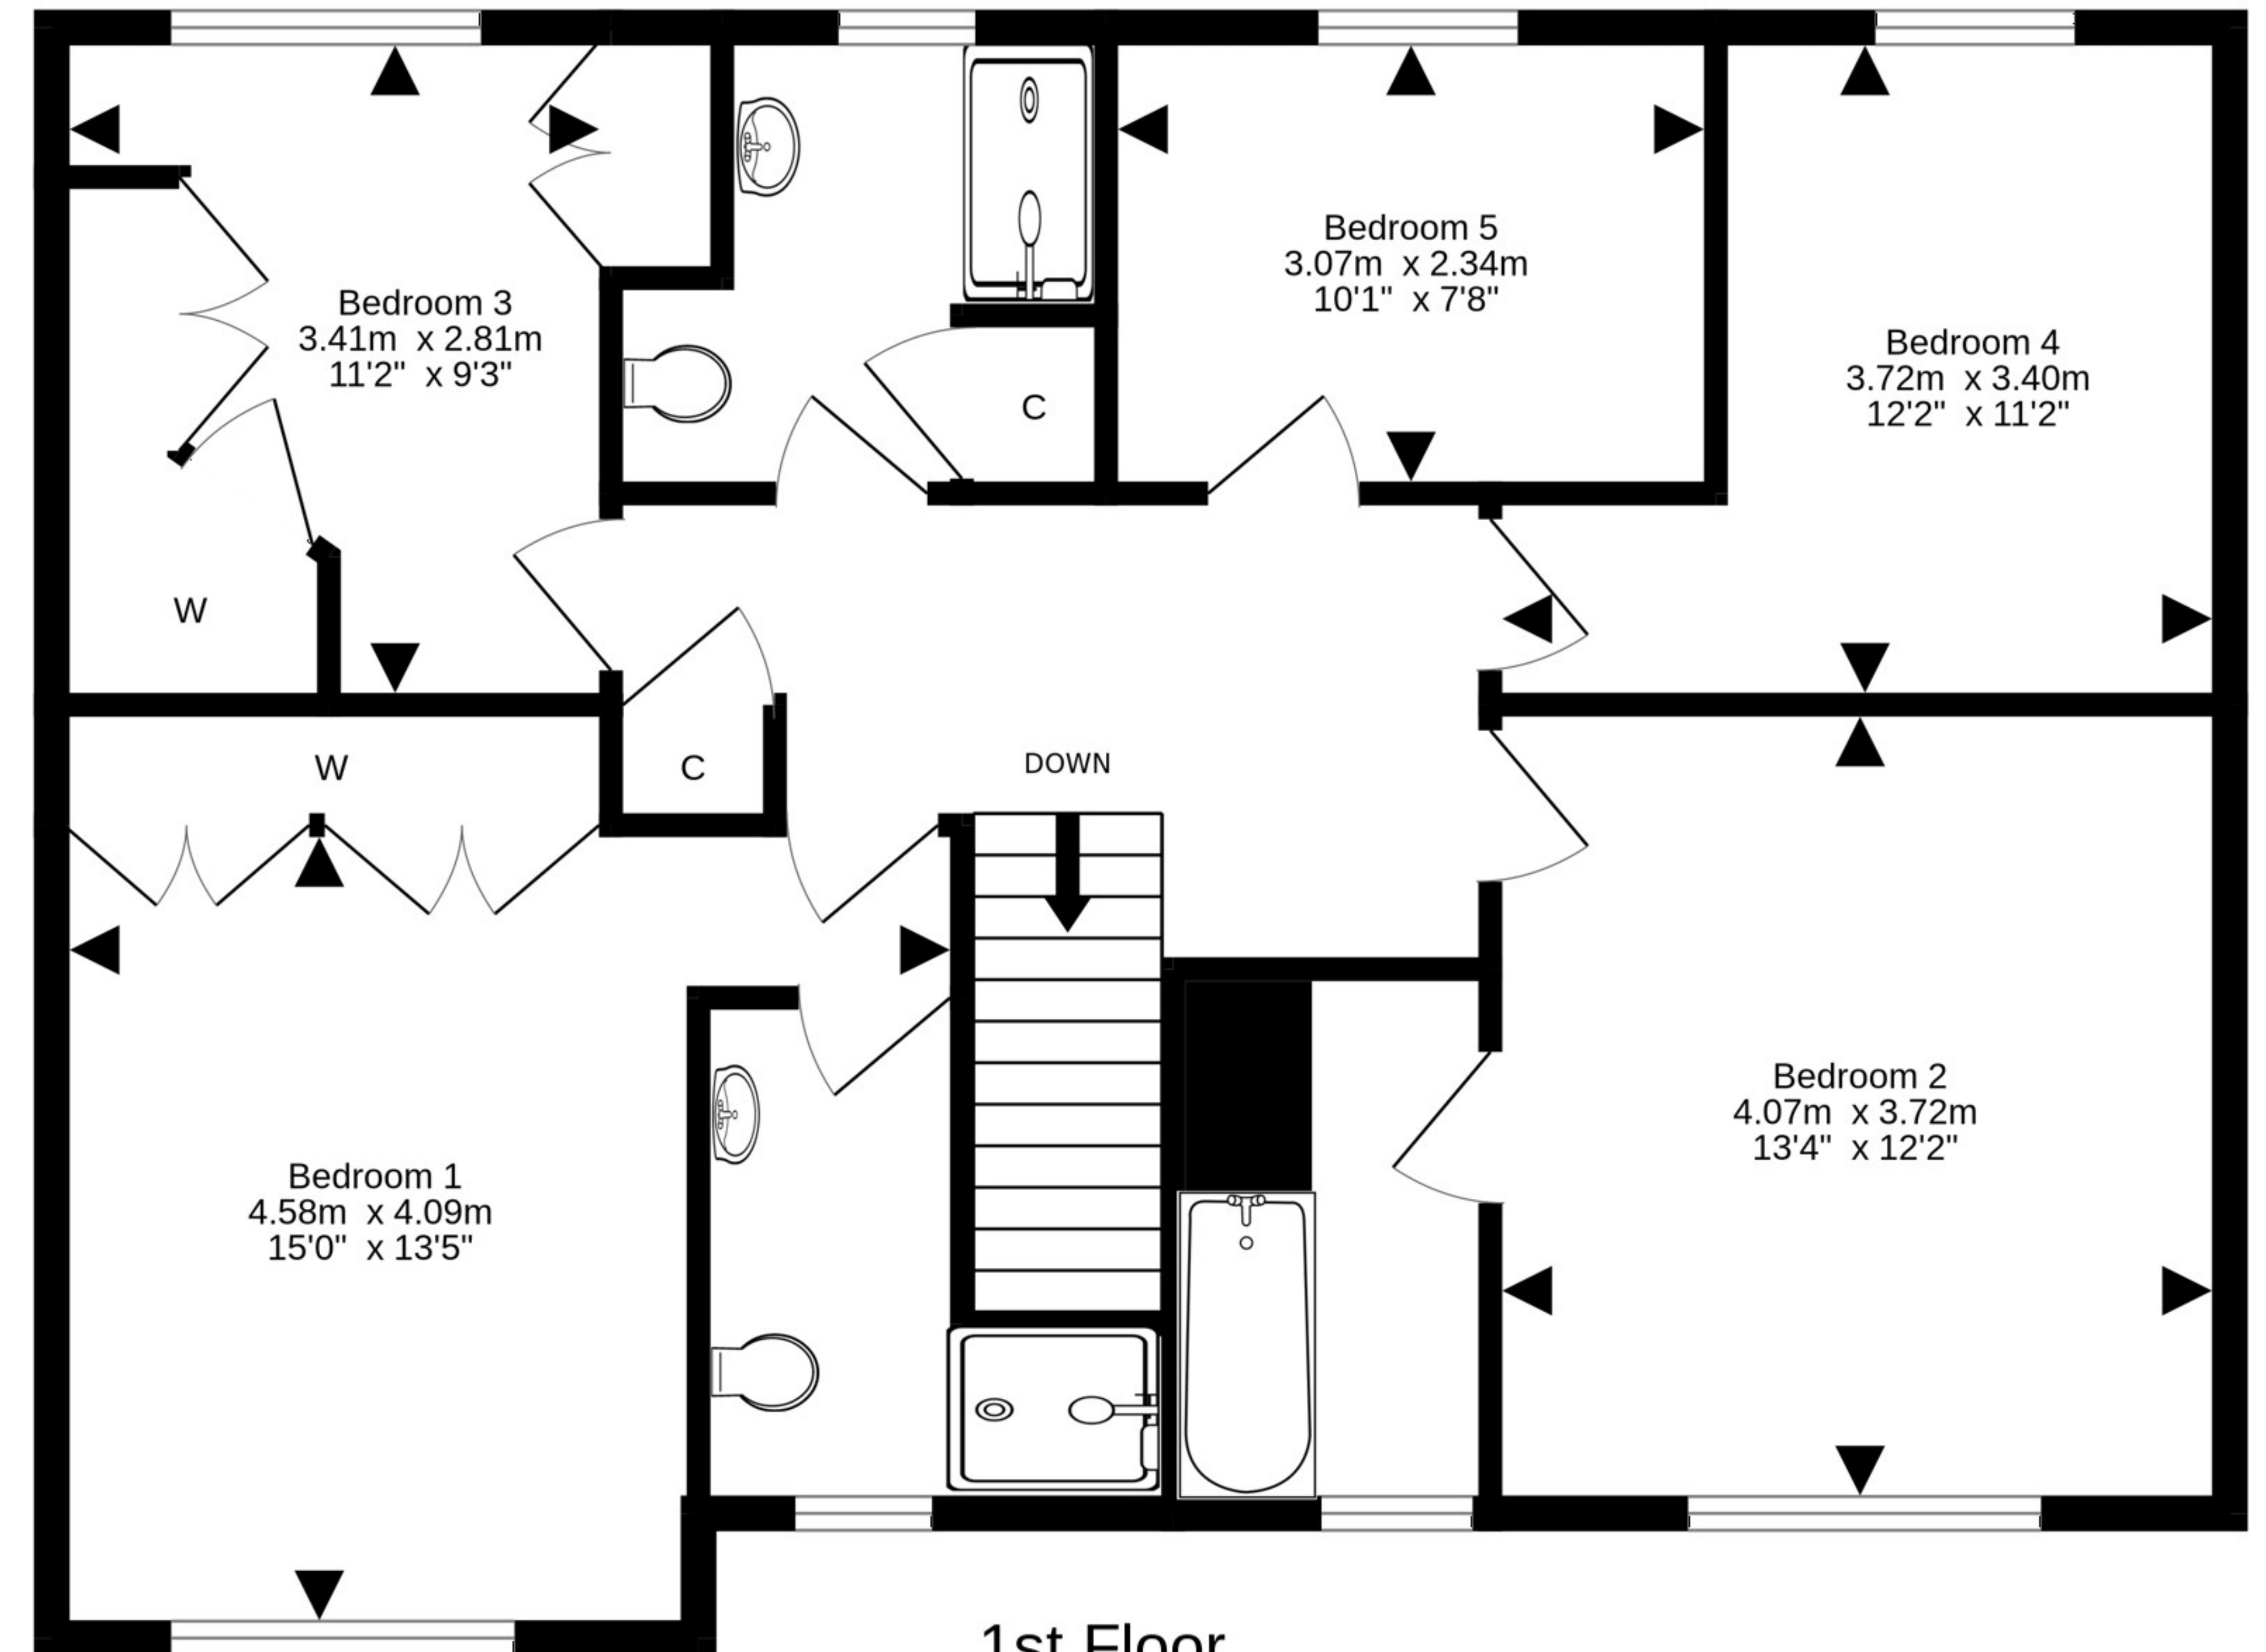 Bedroom 3
3.41m x 2.81m
11'2" x 9'3"
Bedroom 5
3.07m x 2.34m
10'1" x 7'8"
Bedroom 4
3.72m x 3.40m
12'2" x 11'2"
C
W
W
C
DOWN
Bedroom 1
4.58m x 4.09m
15'0" x 13'5"
Bedroom 2
4.07m x 3.72m
13'4" x 12'2"
1st Floor